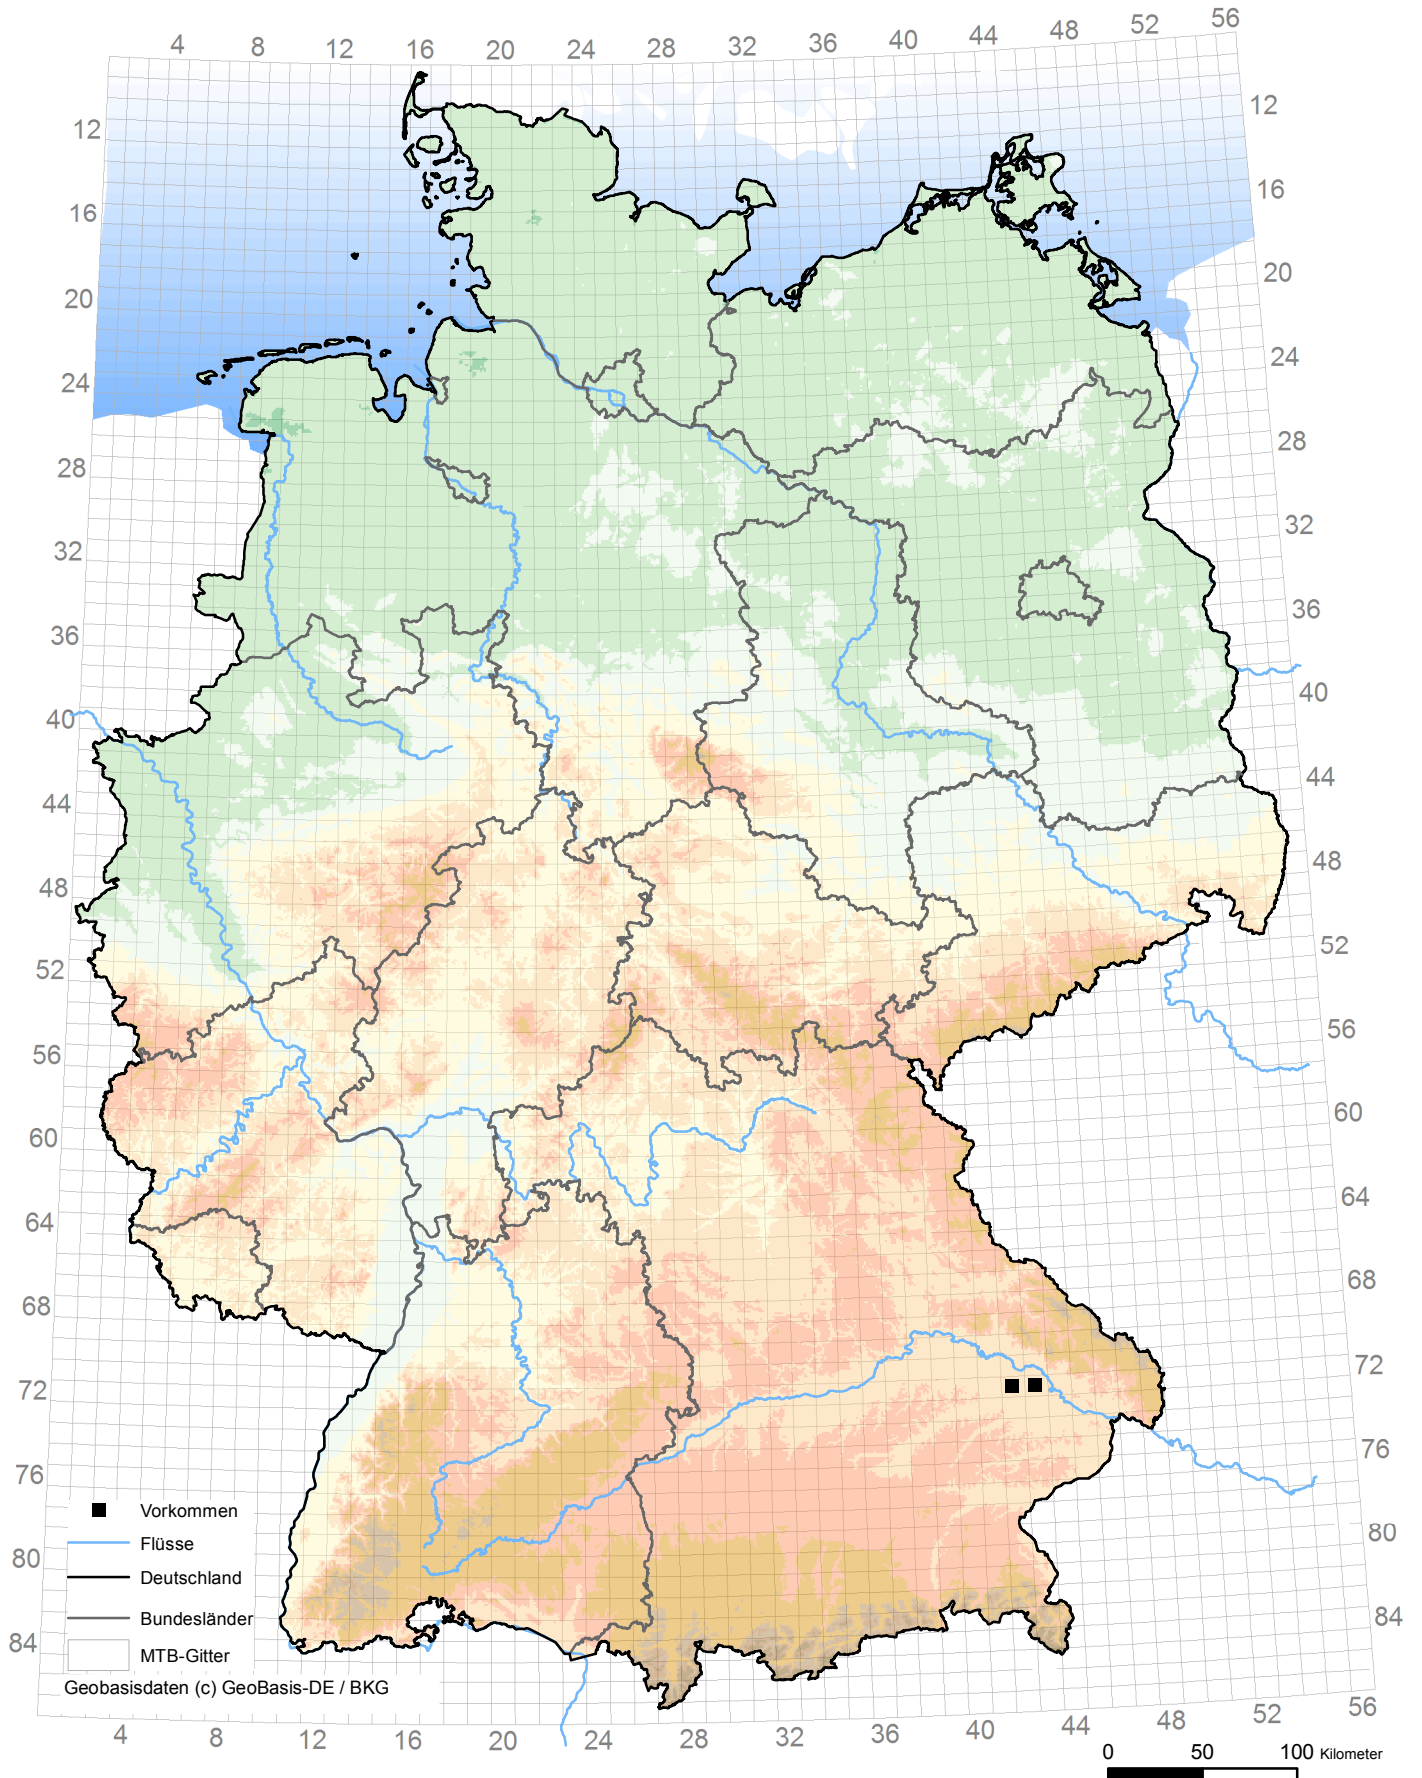 4 8 12 16 20 24 28 32 36 40 44 48 52 56
12 12
16 16
20 20
24 24
28 28
32 32
36 36
40 40
44 44
48 48
52 52
56 56
60 60
64 64
68 68
72 72
76 76
80 80
84 84
Vorkommen
Flüsse
Deutschland
Bundesländer
MTB-Gitter
Geobasisdaten (c) GeoBasis-DE / BKG
4 8 12 16 20 24 28 32 36 40 44 48 52 56
0 50 100 Kilometer